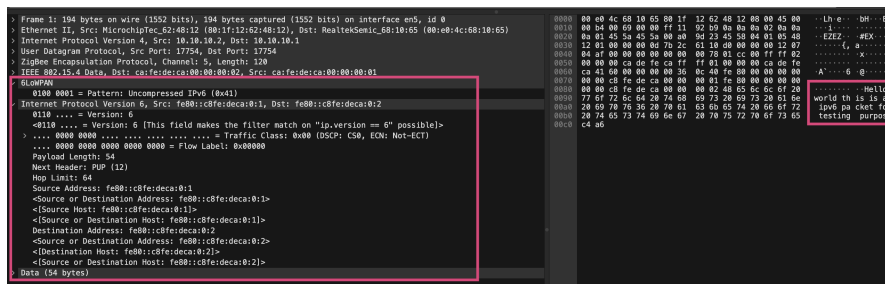 Frame 1: 194 bytes on wire (1552 bits), 194 bytes captured (1552 bits) on interface en5, id 0
Ethernet II, Src: MicrochipTec_62:48:12 (80:1f:12:62:48:12), Dst: RealtekSemic_68:10:65 (00:e0:4c:68:10:65)
Internet Protocol Version 4, Src: 10.10.10.2, Dst: 10.10.10.1
User Datagram Protocol, Src Port: 17754, Dst Port: 17754
ZigBee Encapsulation Protocol, Channel: 5, Length: 120
IEEE 802.15.4 Data, Dst: ca:fe:de:ca:00:00:00:02, Src: ca:fe:de:ca:00:00:00:01
6LoWPAN
0100 0001 = Pattern: Uncompressed IPv6 (0x41)
Internet Protocol Version 6, Src: fe80::c8fe:deca:0:1, Dst: fe80::c8fe:deca:0:2
0110 .... = Version: 6
<0110 .... = Version: 6 [This field makes the filter match on "ip.version == 6" possible]>
.... 0000 0000 .... .... .... .... .... = Traffic Class: 0x00 (DSCP: CS0, ECN: Not-ECT)
.... 0000 0000 0000 0000 0000 = Flow Label: 0x00000
Payload Length: 54
Next Header: PUP (12)
Hop Limit: 64
Source Address: fe80::c8fe:deca:0:1
<Source or Destination Address: fe80::c8fe:deca:0:1>
<[Source Host: fe80::c8fe:deca:0:1]>
<[Source or Destination Host: fe80::c8fe:deca:0:1]>
Destination Address: fe80::c8fe:deca:0:2
<Source or Destination Address: fe80::c8fe:deca:0:2>
<[Destination Host: fe80::c8fe:deca:0:2]>
<[Source or Destination Host: fe80::c8fe:deca:0:2]>
Data (54 bytes)
0000 00 e0 4c 68 10 65 80 1f 12 62 48 12 08 00 45 00 ··Lh·e·· ·bH···E·
0010 00 b4 00 69 00 00 ff 11 92 b9 0a 0a 0a 02 0a 0a ···i···· ········
0020 0a 01 45 5a 45 5a 00 a0 9d 23 45 58 04 01 05 48 ··EZEZ·· ·#EX···H
0030 12 01 00 00 00 0d 7b 2c 61 10 d0 00 00 00 12 07 ······{, a·······
0040 04 af 00 00 00 00 00 00 00 78 01 cc 00 ff ff 02
0050 00 00 00 ca de fe ca ff ff 01 00 00 00 ca de fe
0060 ca 41 60 00 00 00 00 36 0c 40 fe 80 00 00 00 00 ·A`····6 ·@······
0070 00 00 c8 fe de ca 00 00 00 01 fe 80 00 00 00 00
0080 00 00 c8 fe de ca 00 00 00 02 48 65 6c 6c 6f 20 ········ ··Hello
0090 77 6f 72 6c 64 20 74 68 69 73 20 69 73 20 61 6e world th is is a
00a0 20 69 70 76 36 20 70 61 63 6b 65 74 20 66 6f 72 ipv6 pa cket fo
00b0 20 74 65 73 74 69 6e 67 20 70 75 72 70 6f 73 65 testing purpos
00c0 c4 a6